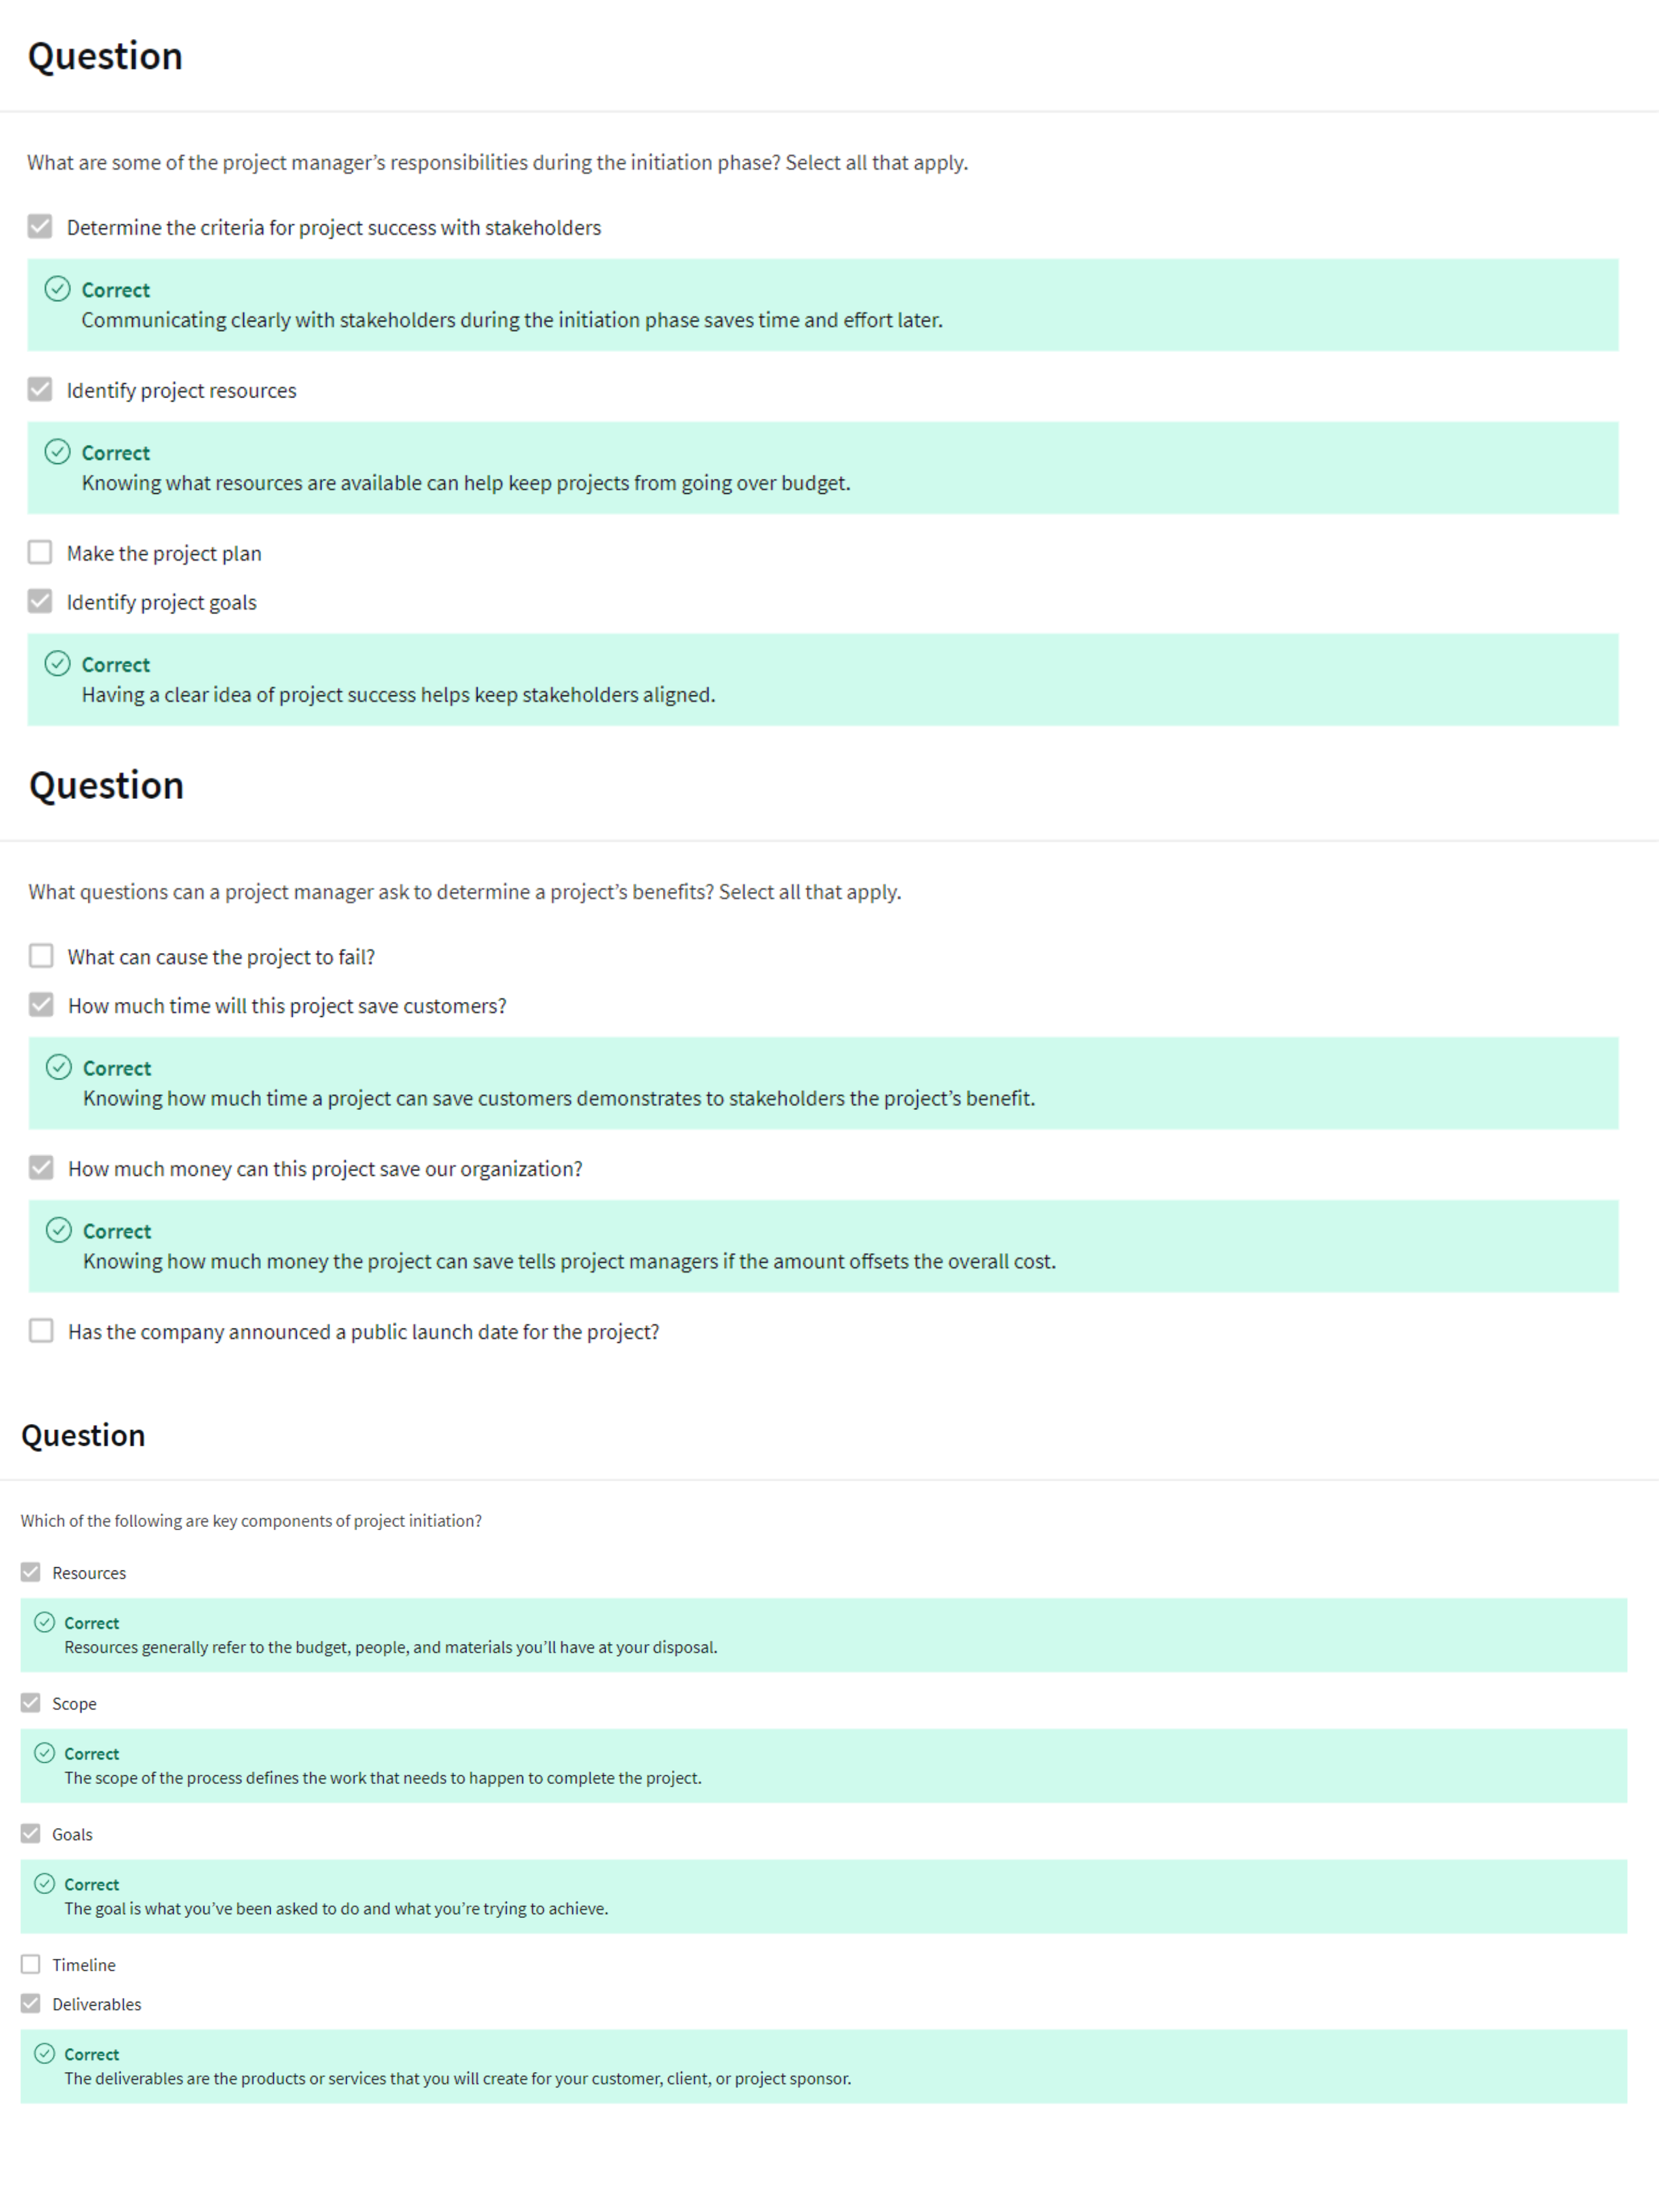 Question
What are some of the project manager’s responsibilities during the initiation phase? Select all that apply.
Determine the criteria for project success with stakeholders
Correct
Communicating clearly with stakeholders during the initiation phase saves time and effort later.
Identify project resources
Correct
Knowing what resources are available can help keep projects from going over budget.
Make the project plan
Identify project goals
Correct
Having a clear idea of project success helps keep stakeholders aligned.
Question
What questions can a project manager ask to determine a project’s benefits? Select all that apply.
What can cause the project to fail?
How much time will this project save customers?
Correct
Knowing how much time a project can save customers demonstrates to stakeholders the project’s benefit.
How much money can this project save our organization?
Correct
Knowing how much money the project can save tells project managers if the amount offsets the overall cost.
Has the company announced a public launch date for the project?
Question
Which of the following are key components of project initiation?
Resources
Correct
Resources generally refer to the budget, people, and materials you’ll have at your disposal.
Scope
Correct
The scope of the process defines the work that needs to happen to complete the project.
Goals
Correct
The goal is what you’ve been asked to do and what you’re trying to achieve.
Timeline
Deliverables
Correct
The deliverables are the products or services that you will create for your customer, client, or project sponsor.